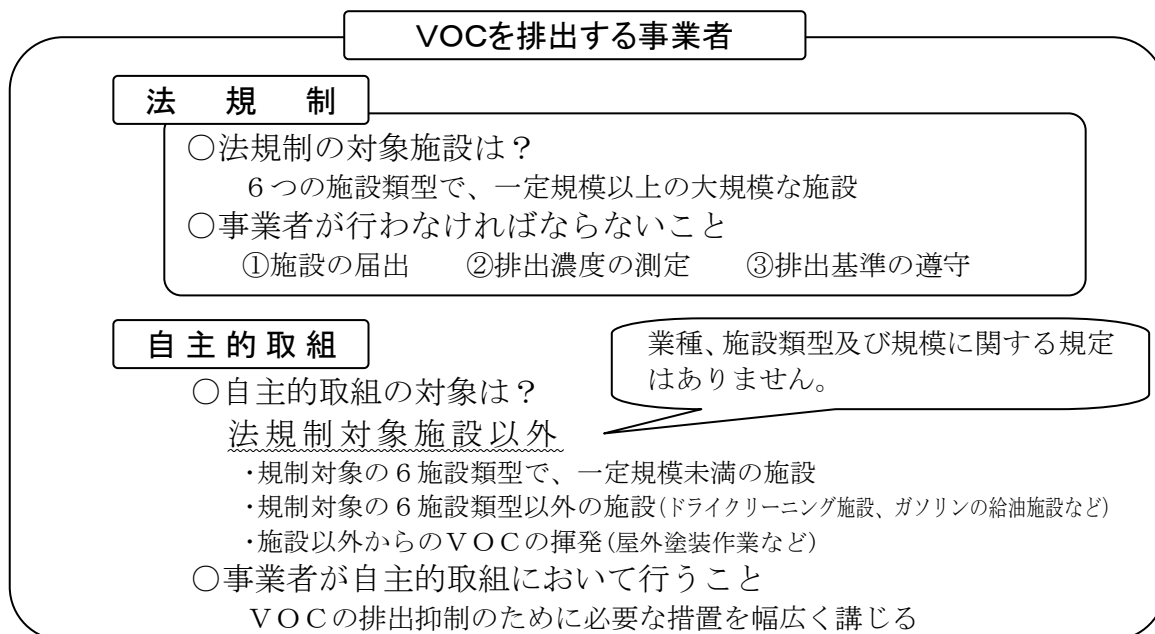 VOCを排出する事業者
法規制
○法規制の対象施設は？
６つの施設類型で、一定規模以上の大規模な施設
○事業者が行わなければならないこと
①施設の届出　②排出濃度の測定　③排出基準の遵守
自主的取組
業種、施設類型及び規模に関する規定
はありません。
○自主的取組の対象は？
法規制対象施設以外
・規制対象の６施設類型で、一定規模未満の施設
・規制対象の６施設類型以外の施設(ドライクリーニング施設、ガソリンの給油施設など)
・施設以外からのＶＯＣの揮発(屋外塗装作業など)
○事業者が自主的取組において行うこと
ＶＯＣの排出抑制のために必要な措置を幅広く講じる